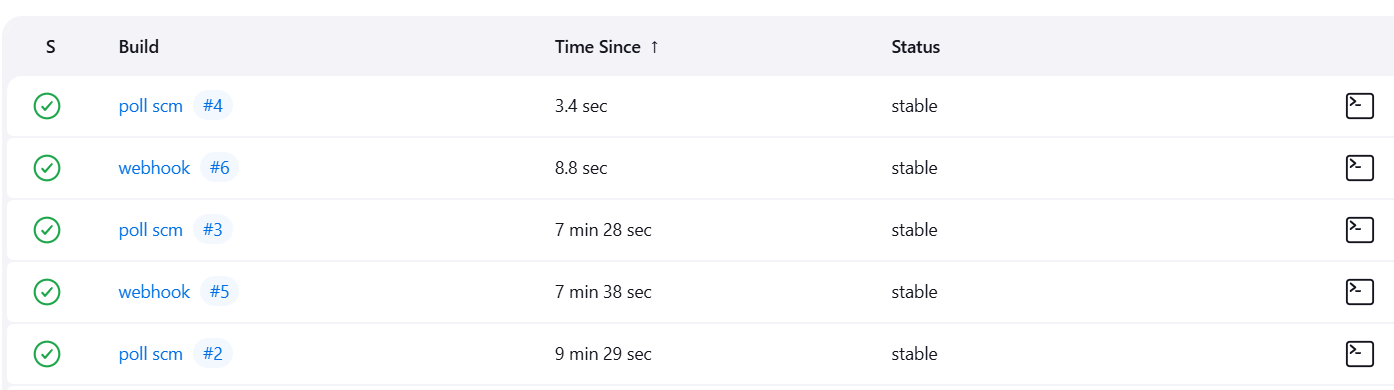 S Build Time Since ↑ Status
poll scm #4 3.4 sec stable
webhook #6 8.8 sec stable
poll scm #3 7 min 28 sec stable
webhook #5 7 min 38 sec stable
poll scm #2 9 min 29 sec stable